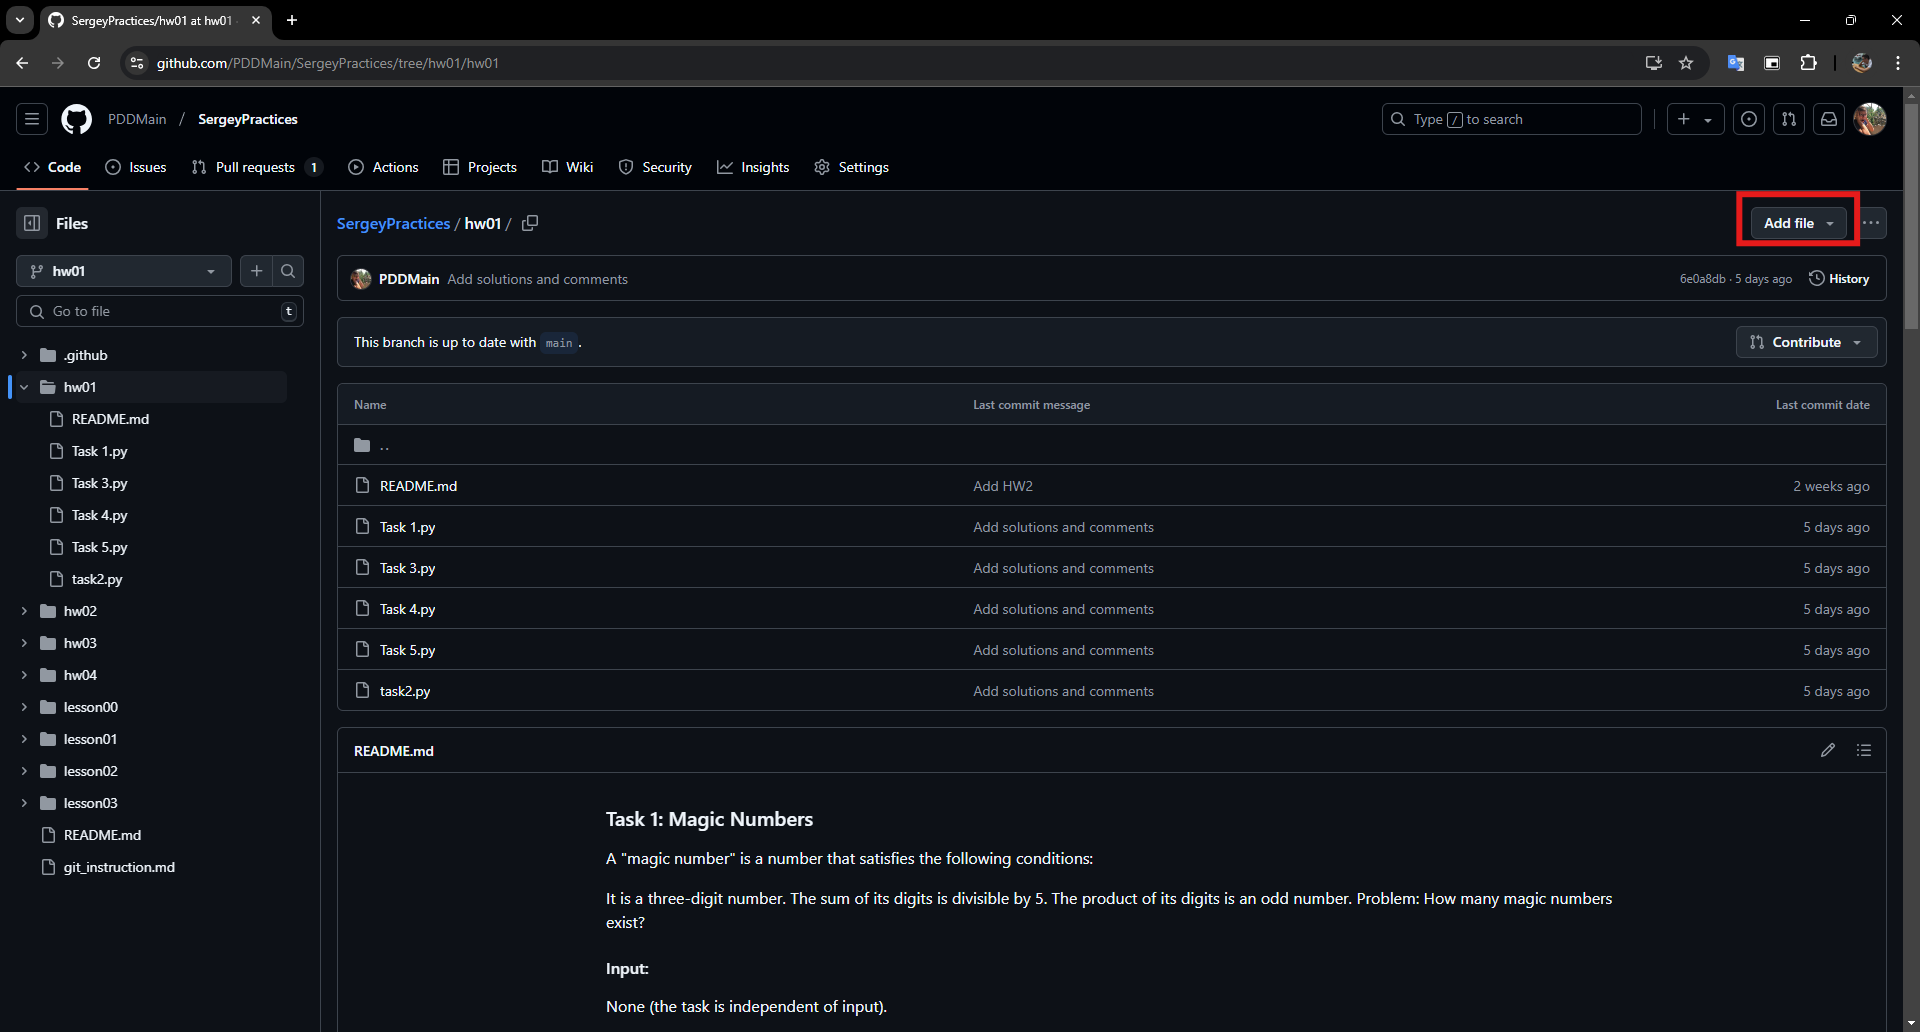 SergeyPractices/hw01 at hw01
github.com/PDDMain/SergeyPractices/tree/hw01/hw01
PDDMain / SergeyPractices
Type / to search
Code Issues Pull requests 1 Actions Projects Wiki Security Insights Settings
Files
hw01
Go to file t
.github
hw01
README.md
Task 1.py
Task 3.py
Task 4.py
Task 5.py
task2.py
hw02
hw03
hw04
lesson00
lesson01
lesson02
lesson03
README.md
git_instruction.md
SergeyPractices / hw01 /
Add file
PDDMain Add solutions and comments
6e0a8db · 5 days ago History
This branch is up to date with main .
Contribute
Name Last commit message Last commit date
..
README.md Add HW2 2 weeks ago
Task 1.py Add solutions and comments 5 days ago
Task 3.py Add solutions and comments 5 days ago
Task 4.py Add solutions and comments 5 days ago
Task 5.py Add solutions and comments 5 days ago
task2.py Add solutions and comments 5 days ago
README.md
Task 1: Magic Numbers
A "magic number" is a number that satisfies the following conditions:
It is a three-digit number. The sum of its digits is divisible by 5. The product of its digits is an odd number. Problem: How many magic numbers
exist?
Input:
None (the task is independent of input).